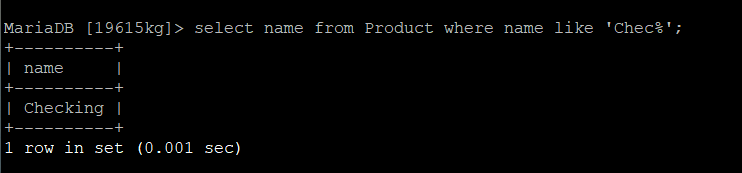 MariaDB [19615kg]> select name from Product where name like 'Chec%';
+----------+
| name     |
+----------+
| Checking |
+----------+
1 row in set (0.001 sec)